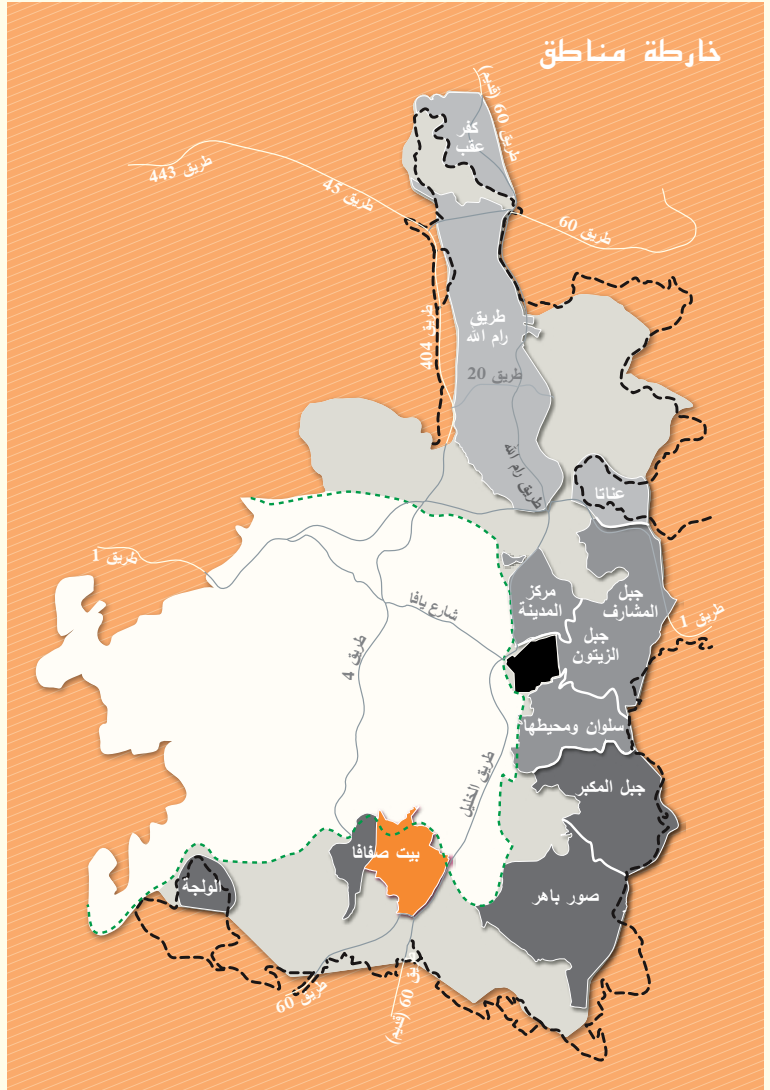 خارطة مناطق
طريق 60 (قديم)
كفر
عقب
طريق 443
طريق 45
طريق 60
طريق
رام الله
طريق 404
طريق 20
طريق رام الله
عناتا
طريق 1
شارع يافا
مركز
المدينة
جبل
المشارف
طريق 1
جبل
الزيتون
طريق 4
سلوان ومحيطها
طريق الخليل
جبل المكبر
بيت صفافا
الولجة
صور باهر
طريق 60
طريق 60 (قديم)